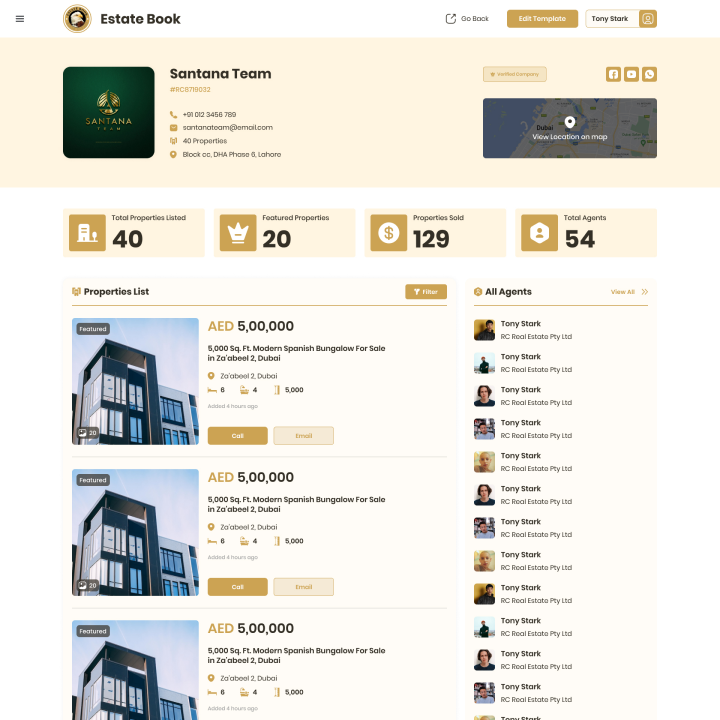 Estate Book
Go Back
Edit Template
Tony Stark
Santana Team
#RC8719032
+91 012 3456 789
santanateam@email.com
40 Properties
Block cc, DHA Phase 6, Lahore
SANTANA
TEAM
Verified Company
Dubai
View Location on map
Total Properties Listed
40
Featured Properties
20
Properties Sold
129
Total Agents
54
Properties List
Filter
Featured
20
AED 5,00,000
5,000 Sq. Ft. Modern Spanish Bungalow For Sale
in Za'abeel 2, Dubai
Za'abeel 2, Dubai
6 4 5,000
Added 4 hours ago
Call
Email
Featured
20
AED 5,00,000
5,000 Sq. Ft. Modern Spanish Bungalow For Sale
in Za'abeel 2, Dubai
Za'abeel 2, Dubai
6 4 5,000
Added 4 hours ago
Call
Email
Featured
AED 5,00,000
5,000 Sq. Ft. Modern Spanish Bungalow For Sale
in Za'abeel 2, Dubai
Za'abeel 2, Dubai
6 4 5,000
Added 4 hours ago
All Agents
View All
Tony Stark
RC Real Estate Pty Ltd
Tony Stark
RC Real Estate Pty Ltd
Tony Stark
RC Real Estate Pty Ltd
Tony Stark
RC Real Estate Pty Ltd
Tony Stark
RC Real Estate Pty Ltd
Tony Stark
RC Real Estate Pty Ltd
Tony Stark
RC Real Estate Pty Ltd
Tony Stark
RC Real Estate Pty Ltd
Tony Stark
RC Real Estate Pty Ltd
Tony Stark
RC Real Estate Pty Ltd
Tony Stark
RC Real Estate Pty Ltd
Tony Stark
RC Real Estate Pty Ltd
Tony Stark